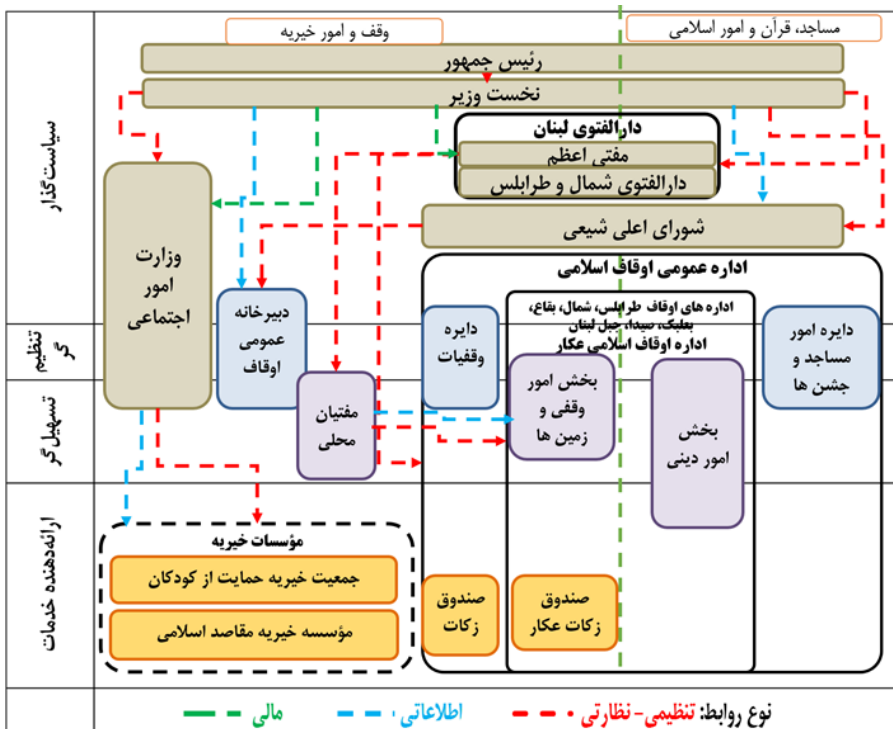 مساجد، قرآن و امور اسلامی
وقف و امور خیریه
رئیس جمهور
نخست وزیر
سیاست‌گذار
دارالفتوی لبنان
مفتی اعظم
دارالفتوی شمال و طرابلس
شورای اعلی شیعی
وزارت
امور
اجتماعی
اداره عمومی اوقاف اسلامی
دبیرخانه
عمومی
اوقاف
دایره
وقفیات
اداره های اوقاف طرابلس، شمال، بقاع،
بعلبک، صیدا، جبل لبنان
اداره اوقاف اسلامی عکار
دایره امور
مساجد و
جشن ها
تنظیم
گر
تسهیل‌گر
بخش امور
وقفی و
زمین ها
بخش
امور دینی
مفتیان
محلی
ارائه‌دهنده خدمات
مؤسسات خیریه
جمعیت خیریه حمایت از کودکان
مؤسسه خیریه مقاصد اسلامی
صندوق
زکات
صندوق
زکات عکار
نوع روابط: تنظیمی- نظارتی
اطلاعاتی
مالی